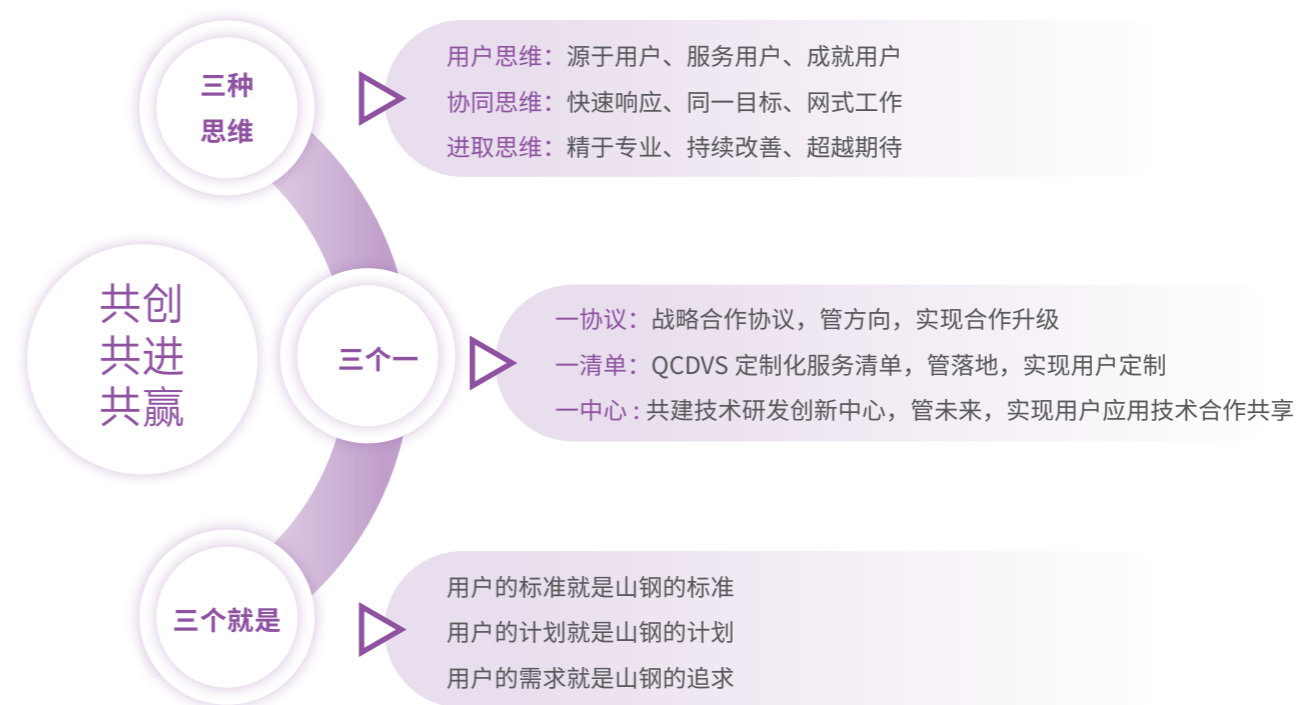 三种
思维
用户思维：源于用户、服务用户、成就用户
协同思维：快速响应、同一目标、网式工作
进取思维：精于专业、持续改善、超越期待
共创
共进
共赢
三个一
一协议：战略合作协议，管方向，实现合作升级
一清单：QCDVS 定制化服务清单，管落地，实现用户定制
一中心 : 共建技术研发创新中心，管未来，实现用户应用技术合作共享
三个就是
用户的标准就是山钢的标准
用户的计划就是山钢的计划
用户的需求就是山钢的追求